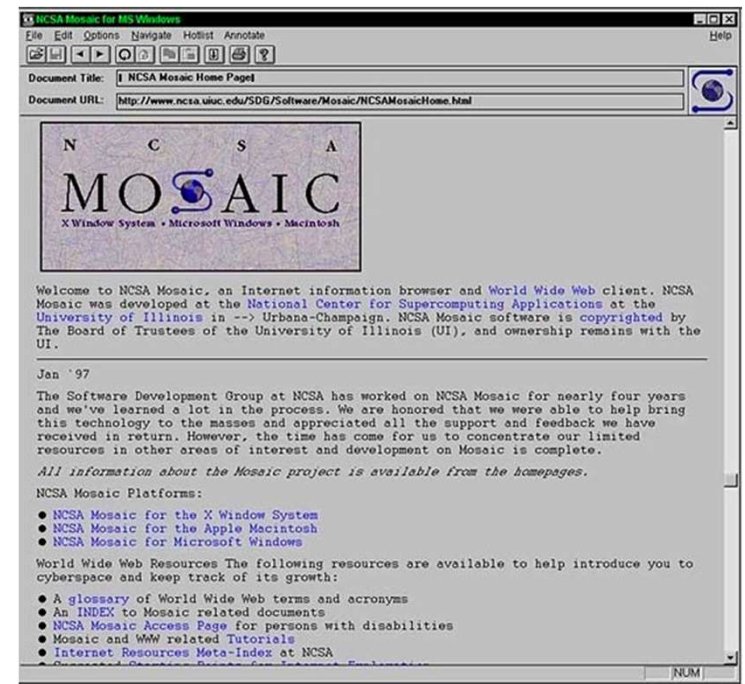 NCSA Mosaic for MS Windows
File Edit Options Navigate Hotlist Annotate Help
Document Title: NCSA Mosaic Home Page
Document URL: http://www.ncsa.uiuc.edu/SDG/Software/Mosaic/NCSAMosaicHome.html
N C S A
MOSAIC
X Window System • Microsoft Windows • Macintosh
Welcome to NCSA Mosaic, an Internet information browser and World Wide Web client. NCSA
Mosaic was developed at the National Center for Supercomputing Applications at the
University of Illinois in --> Urbana-Champaign. NCSA Mosaic software is copyrighted by
The Board of Trustees of the University of Illinois (UI), and ownership remains with the
UI.
Jan `97
The Software Development Group at NCSA has worked on NCSA Mosaic for nearly four years
and we've learned a lot in the process. We are honored that we were able to help bring
this technology to the masses and appreciated all the support and feedback we have
received in return. However, the time has come for us to concentrate our limited
resources in other areas of interest and development on Mosaic is complete.
All information about the Mosaic project is available from the homepages.
NCSA Mosaic Platforms:
● NCSA Mosaic for the X Window System
● NCSA Mosaic for the Apple Macintosh
● NCSA Mosaic for Microsoft Windows
World Wide Web Resources The following resources are available to help introduce you to
cyberspace and keep track of its growth:
● A glossary of World Wide Web terms and acronyms
● An INDEX to Mosaic related documents
● NCSA Mosaic Access Page for persons with disabilities
● Mosaic and WWW related Tutorials
● Internet Resources Meta-Index at NCSA
● Suggested Starting Points for Internet Exploration
NUM